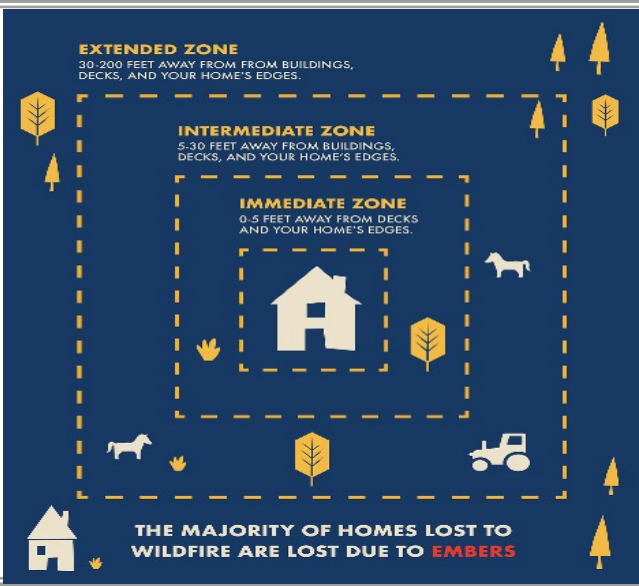 EXTENDED ZONE
30-200 FEET AWAY FROM FROM BUILDINGS,
DECKS, AND YOUR HOME'S EDGES.
INTERMEDIATE ZONE
5-30 FEET AWAY FROM BUILDINGS,
DECKS, AND YOUR HOME'S EDGES.
IMMEDIATE ZONE
0-5 FEET AWAY FROM DECKS
AND YOUR HOME'S EDGES.
THE MAJORITY OF HOMES LOST TO
WILDFIRE ARE LOST DUE TO EMBERS